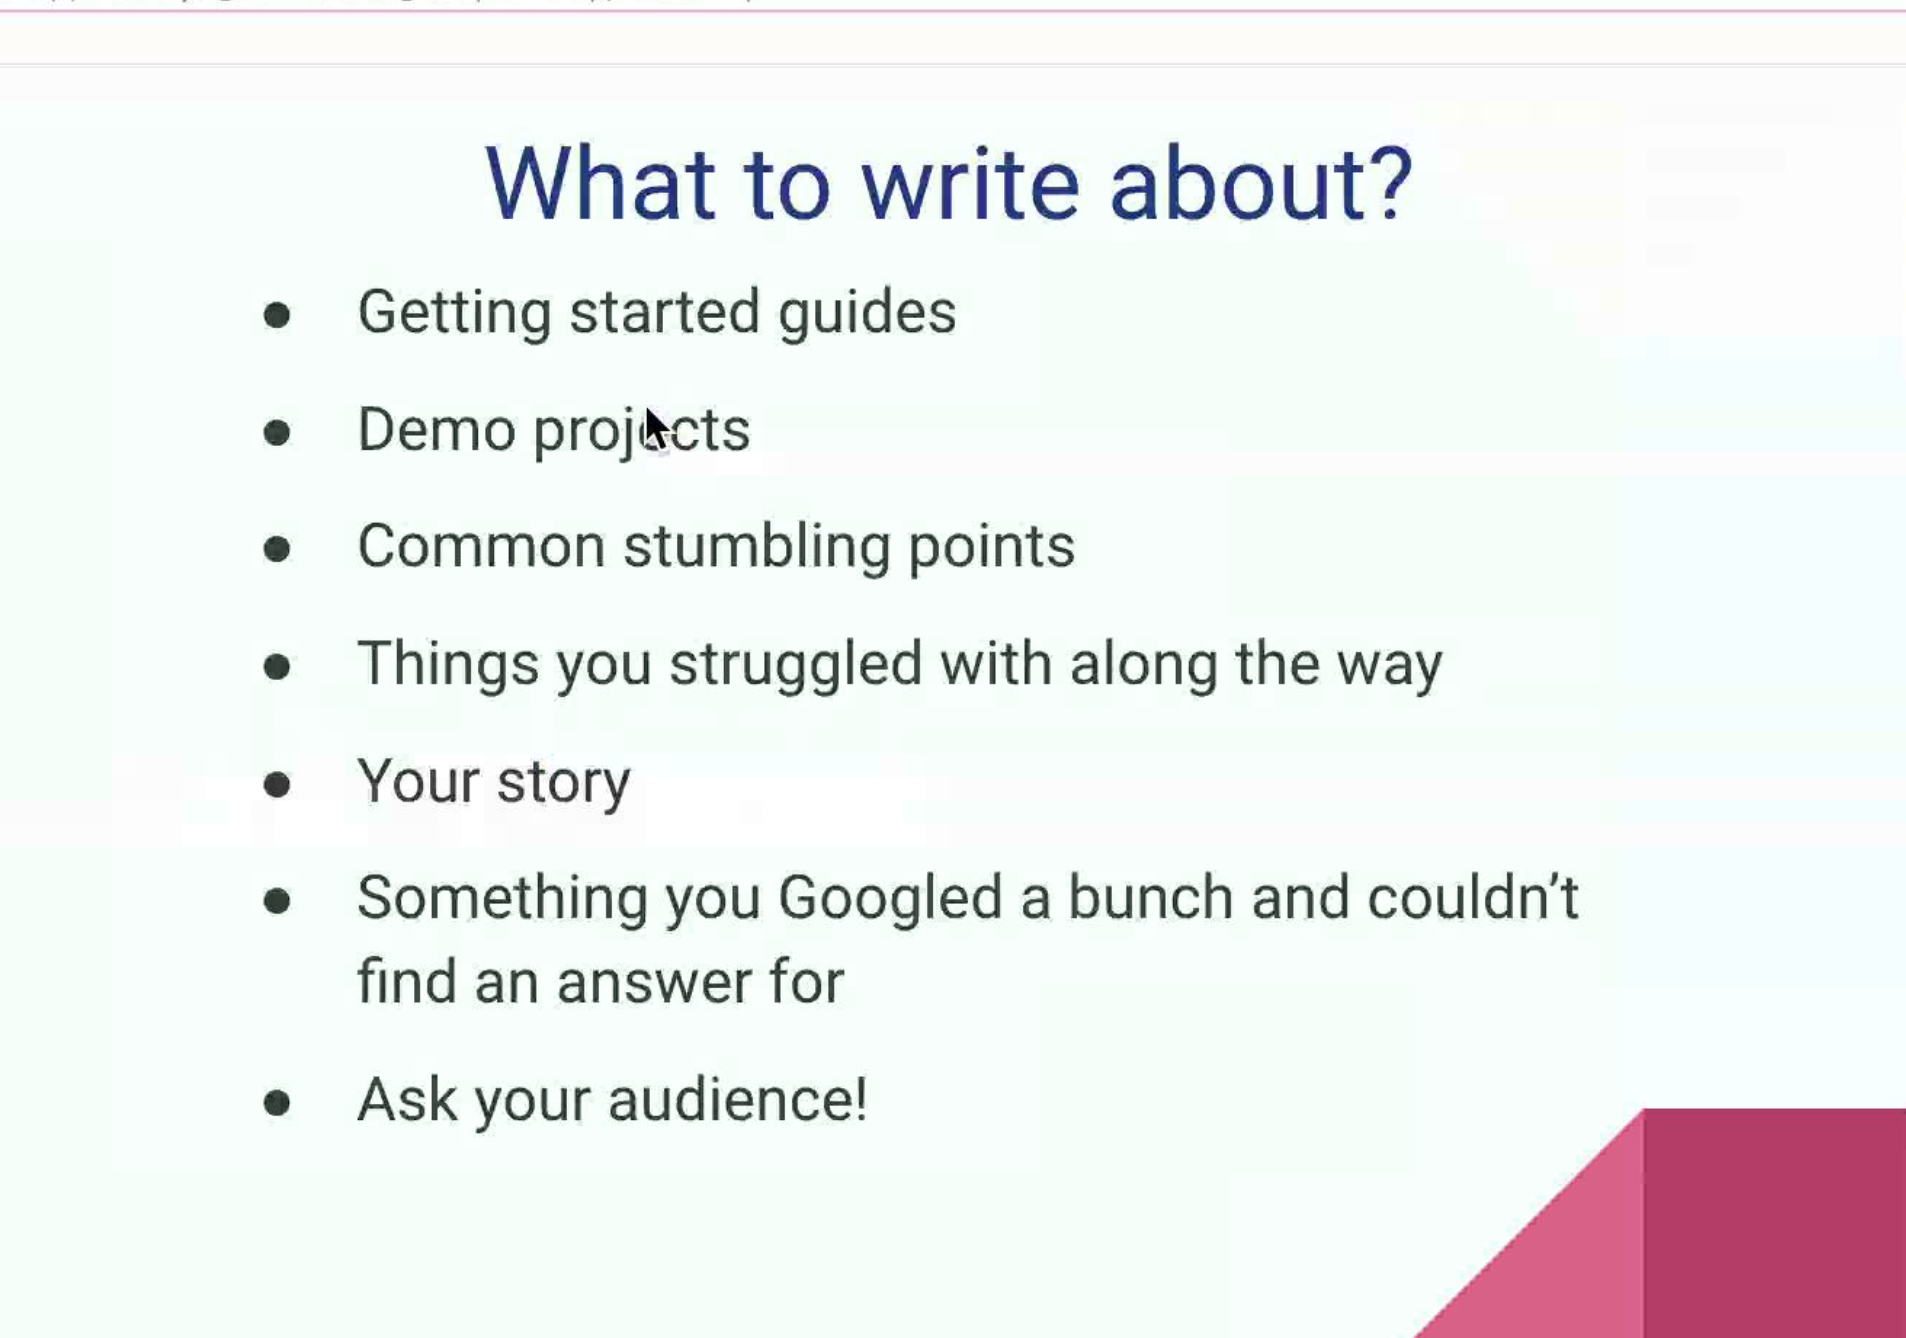 What to write about?
● Getting started guides
● Demo projects
● Common stumbling points
● Things you struggled with along the way
● Your story
● Something you Googled a bunch and couldn’t
find an answer for
● Ask your audience!